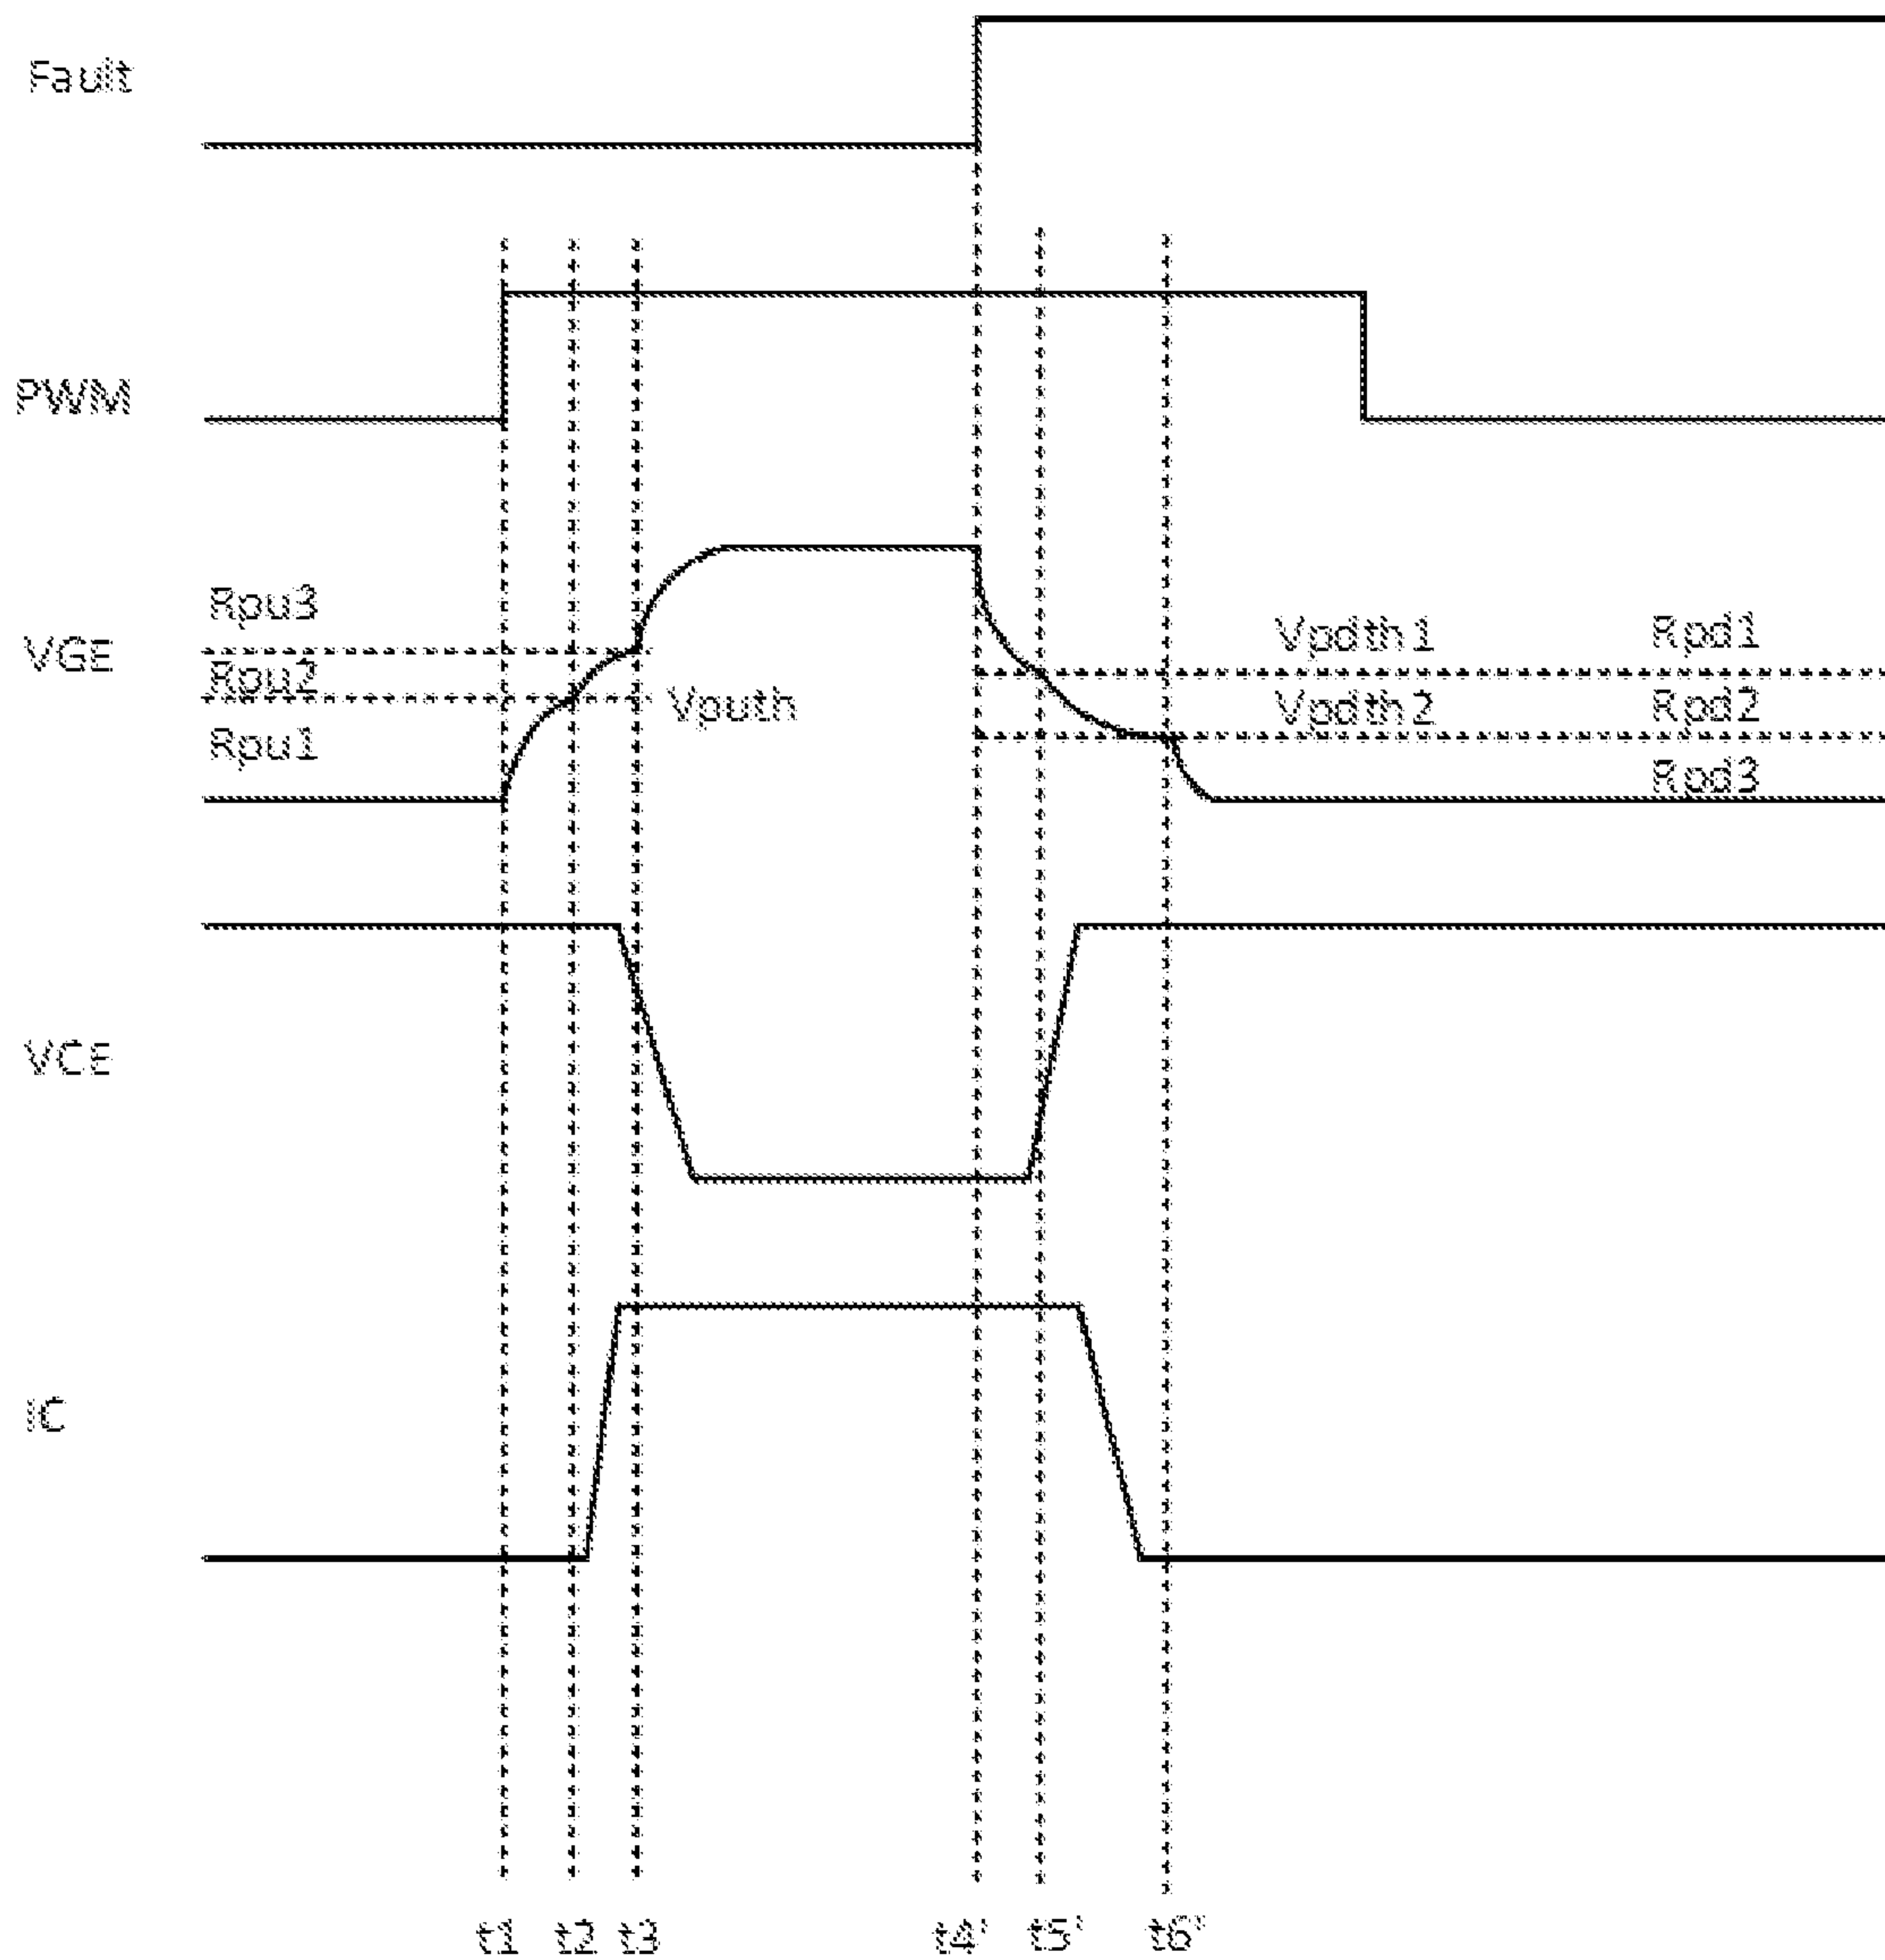 Fault
PWM
VGE
Rpu3
Rpu2
Rpu1
Vputh
Vpdth1
Rpd1
Vpdth2
Rpd2
Rpd3
VCE
IC
t1 t2 t3 t4' t5' t6'